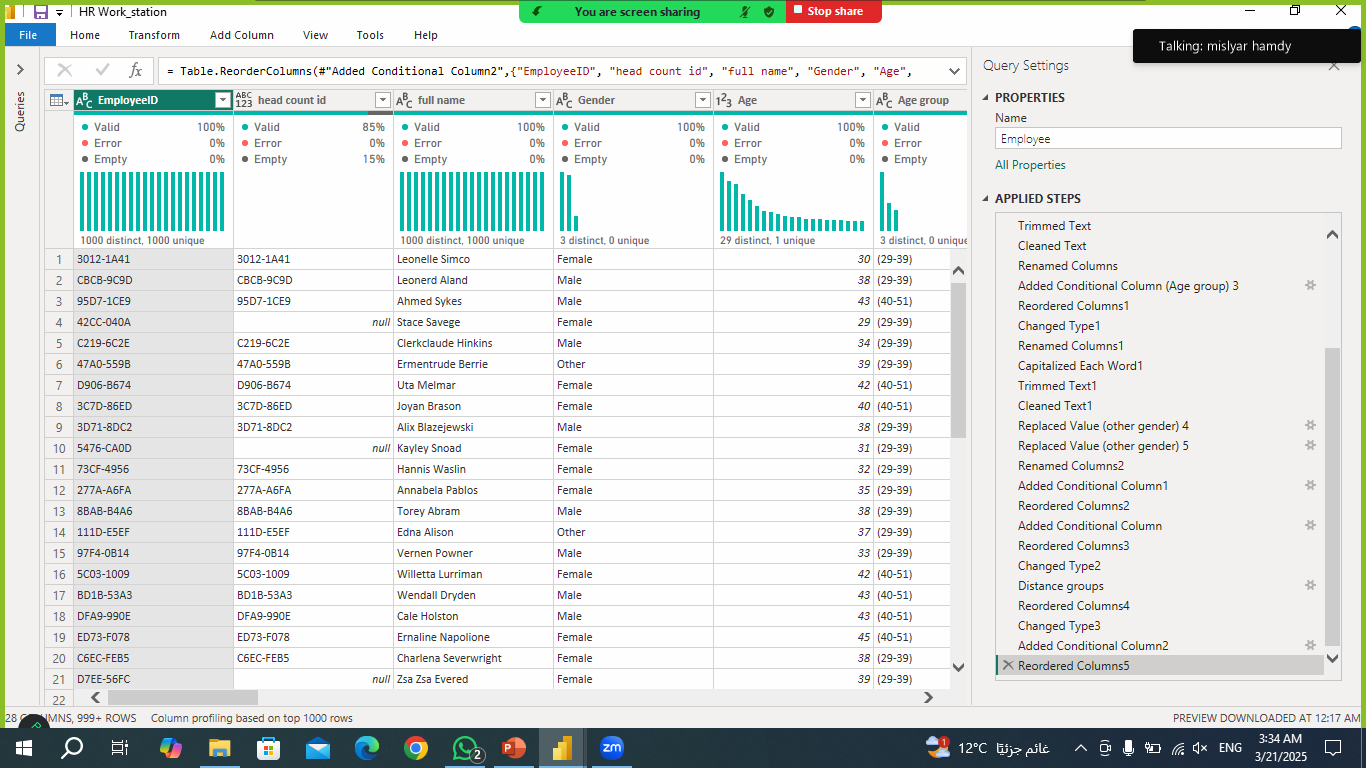 HR Work_station
You are screen sharing
Stop share
File Home Transform Add Column View Tools Help
Talking: mislyar hamdy
= Table.ReorderColumns(#"Added Conditional Column2",{"EmployeeID", "head count id", "full name", "Gender", "Age",
Query Settings
Queries
EmployeeID head count id full name Gender Age Age group
Valid 100% Valid 85% Valid 100% Valid 100% Valid 100% Valid
Error 0% Error 0% Error 0% Error 0% Error 0% Error
Empty 0% Empty 15% Empty 0% Empty 0% Empty 0% Empty
1000 distinct, 1000 unique 1000 distinct, 1000 unique 3 distinct, 0 unique 29 distinct, 1 unique 3 distinct, 0 unique
1 3012-1A41 3012-1A41 Leonelle Simco Female 30 (29-39)
2 CBCB-9C9D CBCB-9C9D Leonerd Aland Male 38 (29-39)
3 95D7-1CE9 95D7-1CE9 Ahmed Sykes Male 43 (40-51)
4 42CC-040A null Stace Savege Female 29 (29-39)
5 C219-6C2E C219-6C2E Clerkclaude Hinkins Male 34 (29-39)
6 47A0-559B 47A0-559B Ermentrude Berrie Other 39 (29-39)
7 D906-B674 D906-B674 Uta Melmar Female 42 (40-51)
8 3C7D-86ED 3C7D-86ED Joyan Brason Female 40 (40-51)
9 3D71-8DC2 3D71-8DC2 Alix Blazejewski Male 38 (29-39)
10 5476-CA0D null Kayley Snoad Female 31 (29-39)
11 73CF-4956 73CF-4956 Hannis Waslin Female 32 (29-39)
12 277A-A6FA 277A-A6FA Annabela Pablos Female 35 (29-39)
13 8BAB-B4A6 8BAB-B4A6 Torey Abram Male 38 (29-39)
14 111D-E5EF 111D-E5EF Edna Alison Other 37 (29-39)
15 97F4-0B14 97F4-0B14 Vernen Powner Male 33 (29-39)
16 5C03-1009 5C03-1009 Willetta Lurriman Female 42 (40-51)
17 BD1B-53A3 BD1B-53A3 Wendall Dryden Male 43 (40-51)
18 DFA9-990E DFA9-990E Cale Holston Male 43 (40-51)
19 ED73-F078 ED73-F078 Ernaline Napolione Female 45 (40-51)
20 C6EC-FEB5 C6EC-FEB5 Charlena Severwright Female 38 (29-39)
21 D7EE-56FC null Zsa Zsa Evered Female 39 (29-39)
22
PROPERTIES
Name
Employee
All Properties
APPLIED STEPS
Trimmed Text
Cleaned Text
Renamed Columns
Added Conditional Column (Age group) 3
Reordered Columns1
Changed Type1
Renamed Columns1
Capitalized Each Word1
Trimmed Text1
Cleaned Text1
Replaced Value (other gender) 4
Replaced Value (other gender) 5
Renamed Columns2
Added Conditional Column1
Reordered Columns2
Added Conditional Column
Reordered Columns3
Changed Type2
Distance groups
Reordered Columns4
Changed Type3
Added Conditional Column2
Reordered Columns5
28 COLUMNS, 999+ ROWS Column profiling based on top 1000 rows PREVIEW DOWNLOADED AT 12:17 AM
2
zm
1
12°C غائم جزئيًا
ENG
3:34 AM
3/21/2025